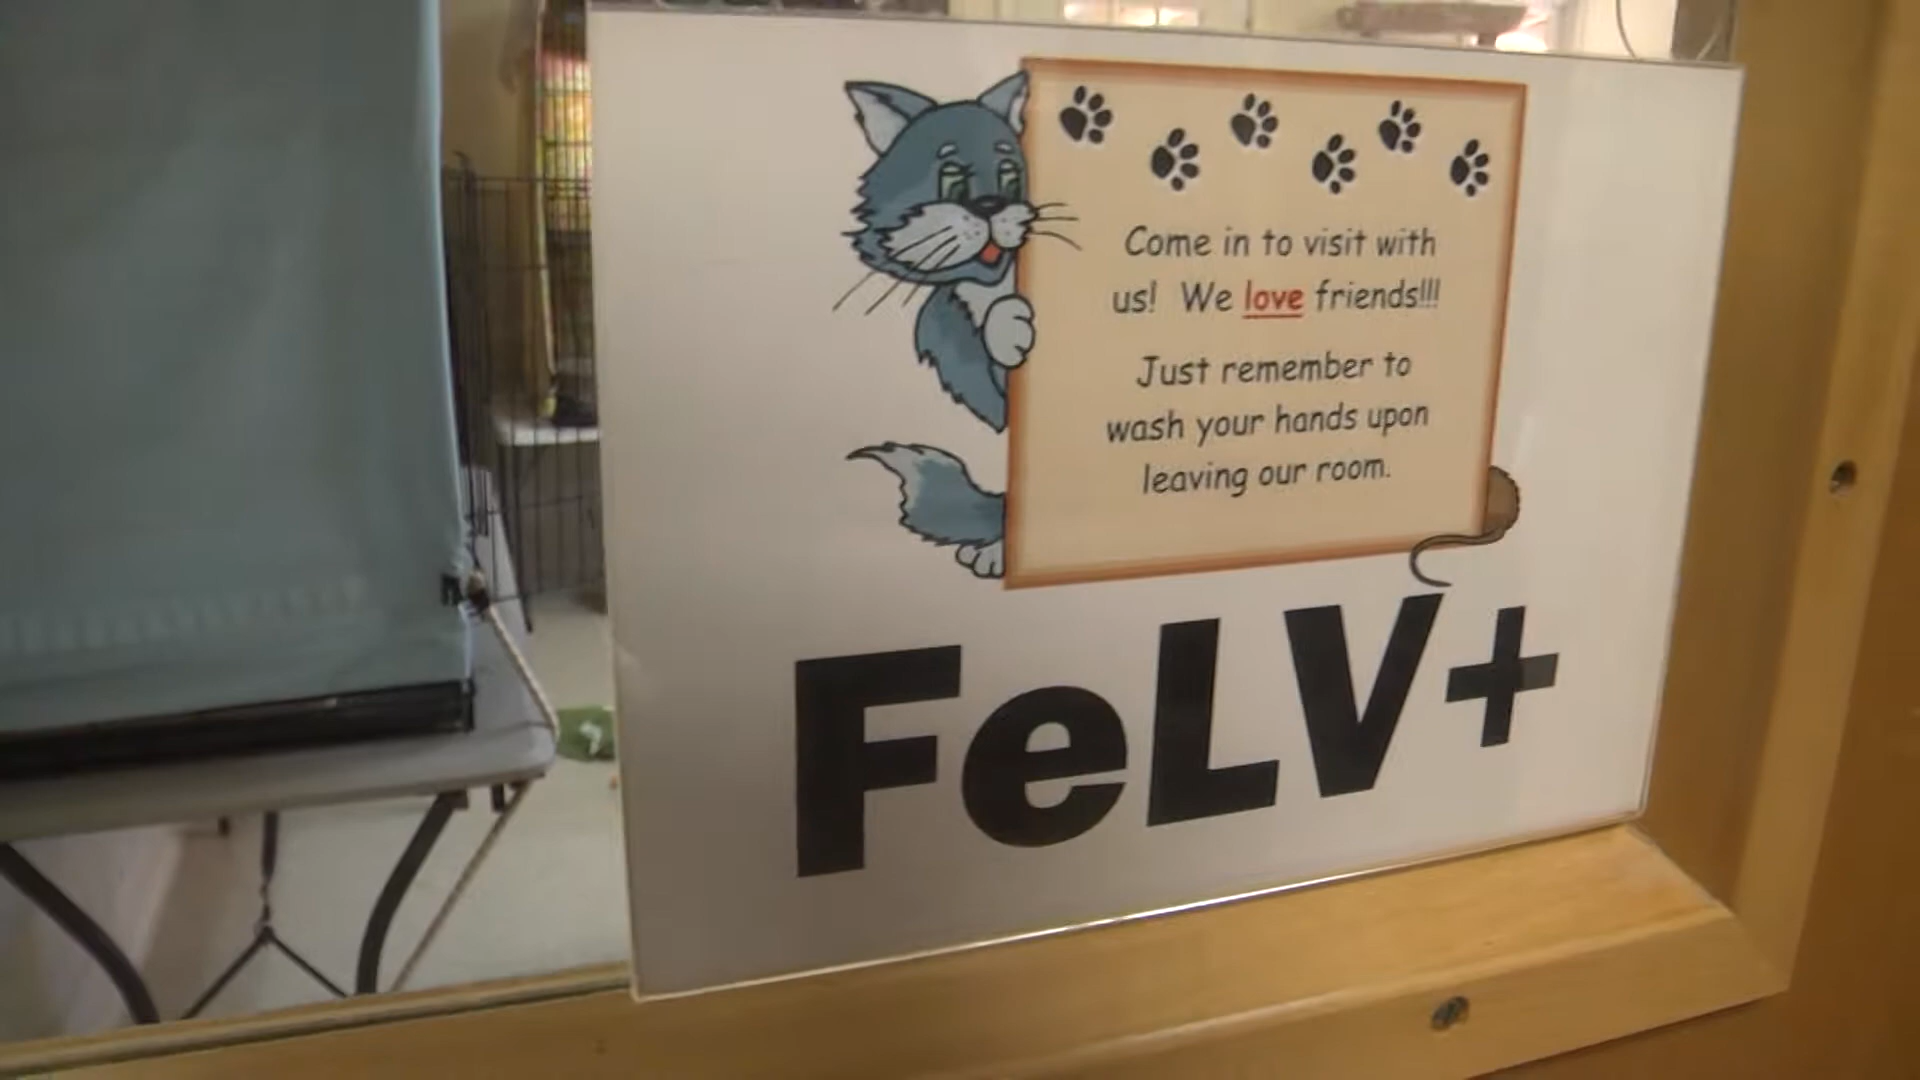 Come in to visit with
us! We love friends!!!
Just remember to
wash your hands upon
leaving our room.
FeLV+